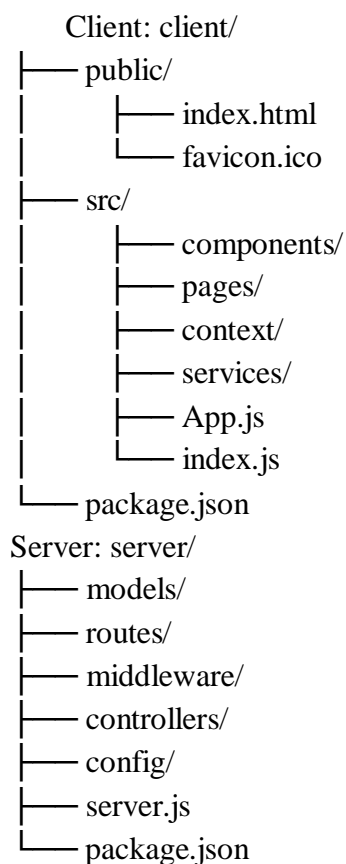 Client: client/
├── public/
│ ├── index.html
│ └── favicon.ico
├── src/
│ ├── components/
│ ├── pages/
│ ├── context/
│ ├── services/
│ ├── App.js
│ └── index.js
└── package.json
Server: server/
├── models/
├── routes/
├── middleware/
├── controllers/
├── config/
├── server.js
└── package.json